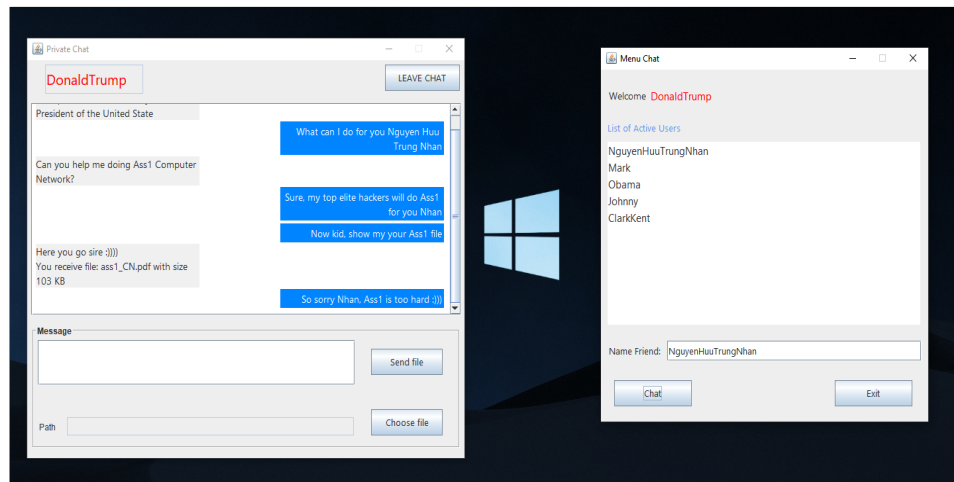 Private Chat
DonaldTrump
LEAVE CHAT
President of the United State
What can I do for you Nguyen Huu
Trung Nhan
Can you help me doing Ass1 Computer
Network?
Sure, my top elite hackers will do Ass1
for you Nhan
Now kid, show my your Ass1 file
Here you go sire :))))
You receive file: ass1_CN.pdf with size
103 KB
So sorry Nhan, Ass1 is too hard :)))
Message
Send file
Path
Choose file
Menu Chat
Welcome DonaldTrump
List of Active Users
NguyenHuuTrungNhan
Mark
Obama
Johnny
ClarkKent
Name Friend: NguyenHuuTrungNhan
Chat
Exit